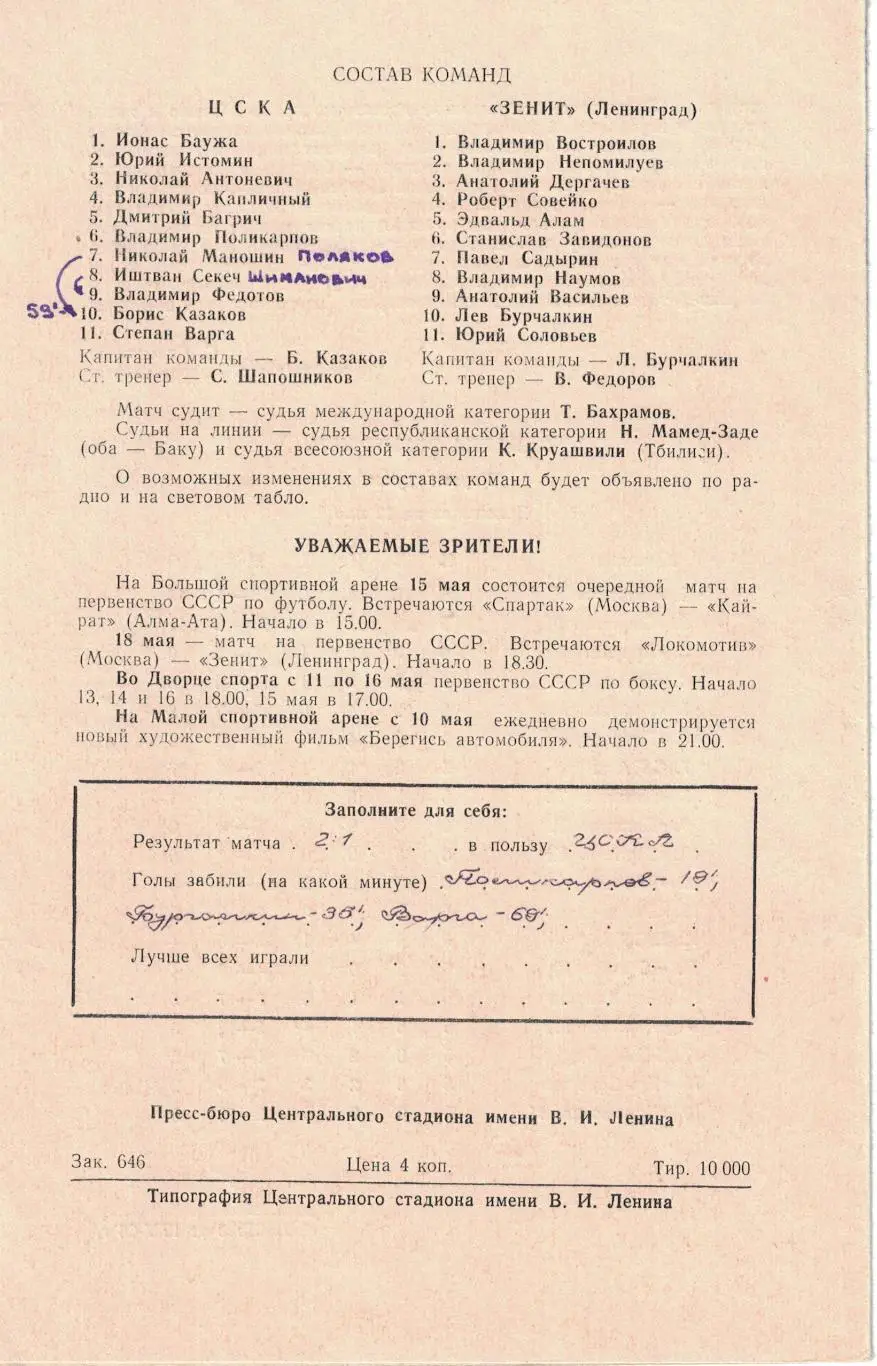 СОСТАВ КОМАНД
ЦСКА
«ЗЕНИТ» (Ленинград)
1. Ионас Баужа
2. Юрий Истомин
3. Николай Антоневич
4. Владимир Капличный
5. Дмитрий Багрич
6. Владимир Поликарпов
7. Николай Маношин Поляков
8. Иштван Секеч Шиманович
9. Владимир Федотов
59' 10. Борис Казаков
11. Степан Варга
Капитан команды — Б. Казаков
Ст. тренер — С. Шапошников
1. Владимир Востроилов
2. Владимир Непомилуев
3. Анатолий Дергачев
4. Роберт Совейко
5. Эдвальд Алам
6. Станислав Завидонов
7. Павел Садырин
8. Владимир Наумов
9. Анатолий Васильев
10. Лев Бурчалкин
11. Юрий Соловьев
Капитан команды — Л. Бурчалкин
Ст. тренер — В. Федоров
Матч судит — судья международной категории Т. Бахрамов.
Судьи на линии — судья республиканской категории Н. Мамед-Заде
(оба — Баку) и судья всесоюзной категории К. Круашвили (Тбилиси).
О возможных изменениях в составах команд будет объявлено по ра-
дио и на световом табло.
УВАЖАЕМЫЕ ЗРИТЕЛИ!
На Большой спортивной арене 15 мая состоится очередной матч на
первенство СССР по футболу. Встречаются «Спартак» (Москва) — «Кай-
рат» (Алма-Ата). Начало в 15.00.
18 мая — матч на первенство СССР. Встречаются «Локомотив»
(Москва) — «Зенит» (Ленинград). Начало в 18.30.
Во Дворце спорта с 11 по 16 мая первенство СССР по боксу. Начало
13, 14 и 16 в 18.00, 15 мая в 17.00.
На Малой спортивной арене с 10 мая ежедневно демонстрируется
новый художественный фильм «Берегись автомобиля». Начало в 21.00.
Заполните для себя:
Результат матча . 2:1 . . . в пользу . ЦСКА .
Голы забили (на какой минуте) . Поликарпов - 19',
Бурчалкин - 36', Варга - 69', . . . .
Лучше всех играли . . . . . . . . .
Пресс-бюро Центрального стадиона имени В. И. Ленина
Зак. 646
Цена 4 коп.
Тир. 10 000
Типография Центрального стадиона имени В. И. Ленина